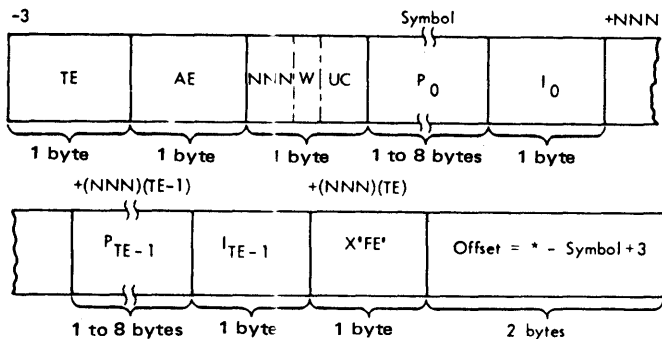 -3 Symbol +NNN
TE AE NNN W UC P0 I0
1 byte 1 byte 1 byte 1 to 8 bytes 1 byte
+(NNN)(TE-1) +(NNN)(TE)
PTE-1 ITE-1 X'FE' Offset = * - Symbol+3
1 to 8 bytes 1 byte 1 byte 2 bytes